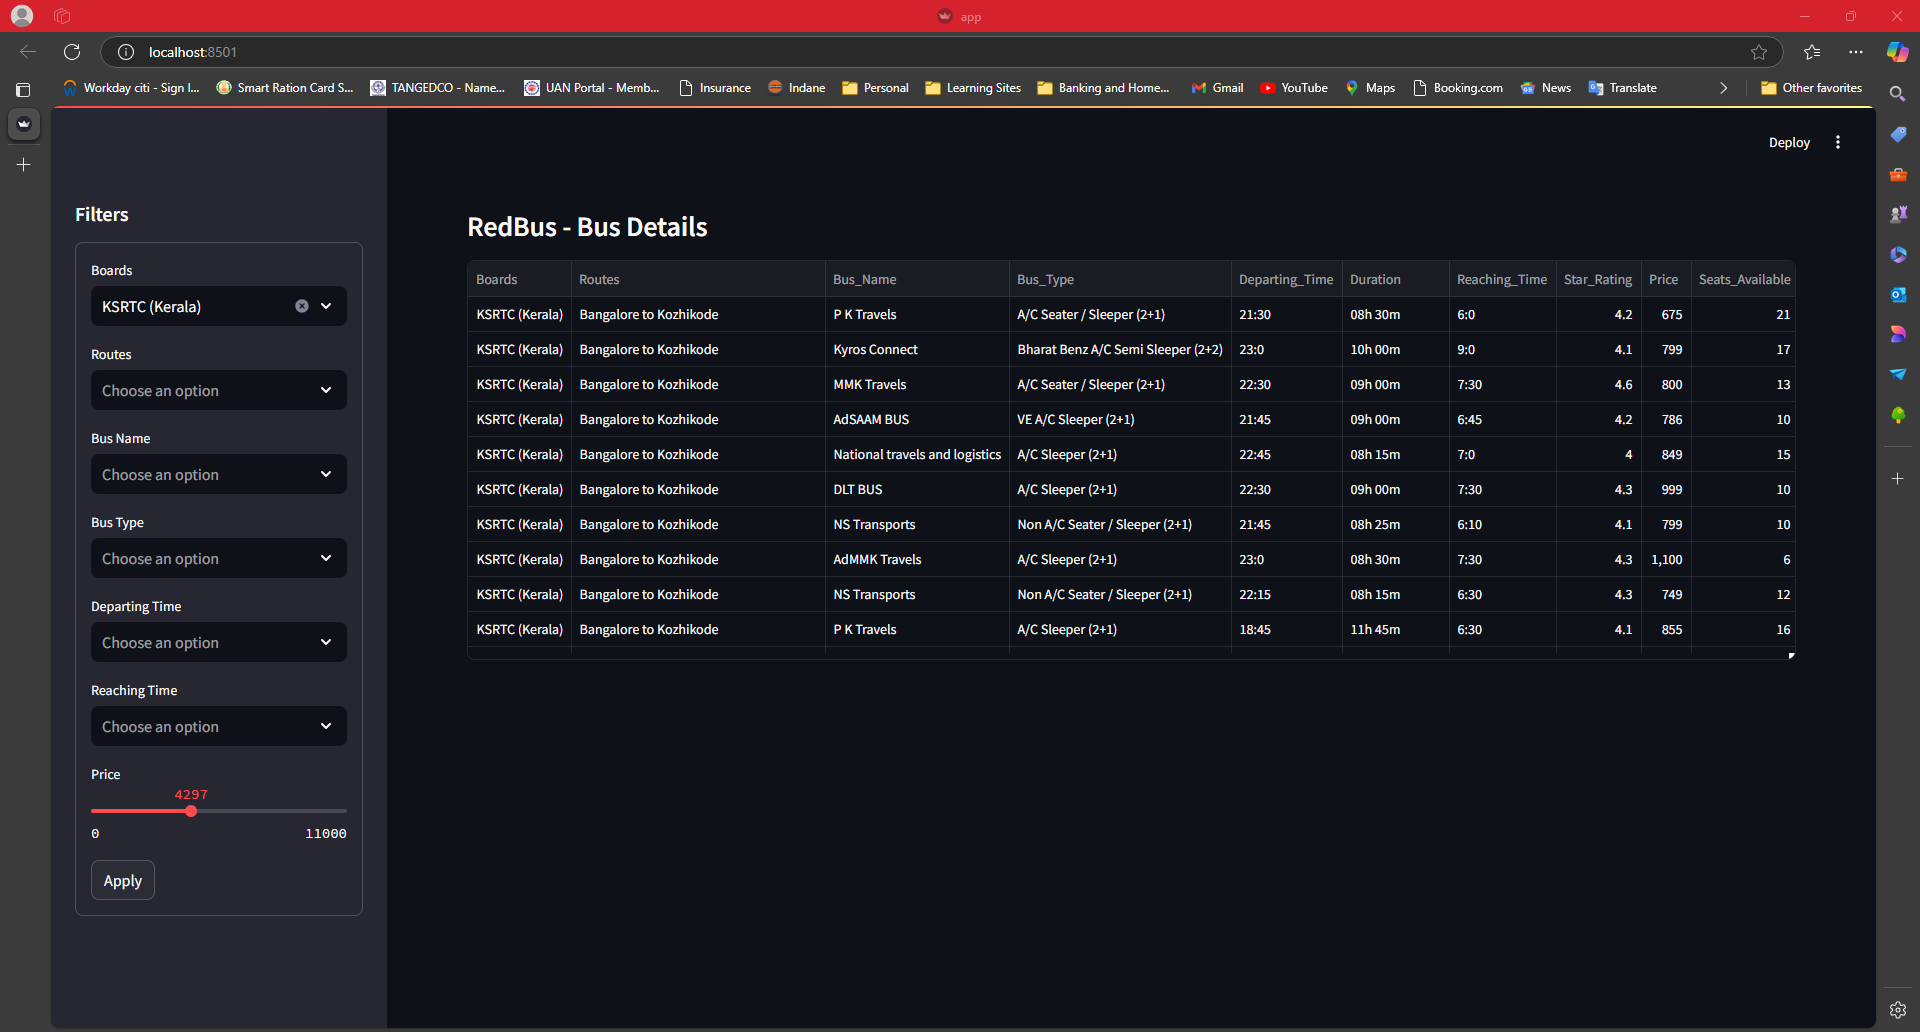 app
localhost:8501
Workday citi - Sign I... Smart Ration Card S... TANGEDCO - Name... UAN Portal - Memb... Insurance Indane Personal Learning Sites Banking and Home... Gmail YouTube Maps Booking.com News Translate Other favorites
Deploy
Filters
Boards
KSRTC (Kerala)
Routes
Choose an option
Bus Name
Choose an option
Bus Type
Choose an option
Departing Time
Choose an option
Reaching Time
Choose an option
Price
4297
0 11000
Apply
RedBus - Bus Details
Boards Routes Bus_Name Bus_Type Departing_Time Duration Reaching_Time Star_Rating Price Seats_Available
KSRTC (Kerala) Bangalore to Kozhikode P K Travels A/C Seater / Sleeper (2+1) 21:30 08h 30m 6:0 4.2 675 21
KSRTC (Kerala) Bangalore to Kozhikode Kyros Connect Bharat Benz A/C Semi Sleeper (2+2) 23:0 10h 00m 9:0 4.1 799 17
KSRTC (Kerala) Bangalore to Kozhikode MMK Travels A/C Seater / Sleeper (2+1) 22:30 09h 00m 7:30 4.6 800 13
KSRTC (Kerala) Bangalore to Kozhikode AdSAAM BUS VE A/C Sleeper (2+1) 21:45 09h 00m 6:45 4.2 786 10
KSRTC (Kerala) Bangalore to Kozhikode National travels and logistics A/C Sleeper (2+1) 22:45 08h 15m 7:0 4 849 15
KSRTC (Kerala) Bangalore to Kozhikode DLT BUS A/C Sleeper (2+1) 22:30 09h 00m 7:30 4.3 999 10
KSRTC (Kerala) Bangalore to Kozhikode NS Transports Non A/C Seater / Sleeper (2+1) 21:45 08h 25m 6:10 4.1 799 10
KSRTC (Kerala) Bangalore to Kozhikode AdMMK Travels A/C Sleeper (2+1) 23:0 08h 30m 7:30 4.3 1,100 6
KSRTC (Kerala) Bangalore to Kozhikode NS Transports Non A/C Seater / Sleeper (2+1) 22:15 08h 15m 6:30 4.3 749 12
KSRTC (Kerala) Bangalore to Kozhikode P K Travels A/C Sleeper (2+1) 18:45 11h 45m 6:30 4.1 855 16